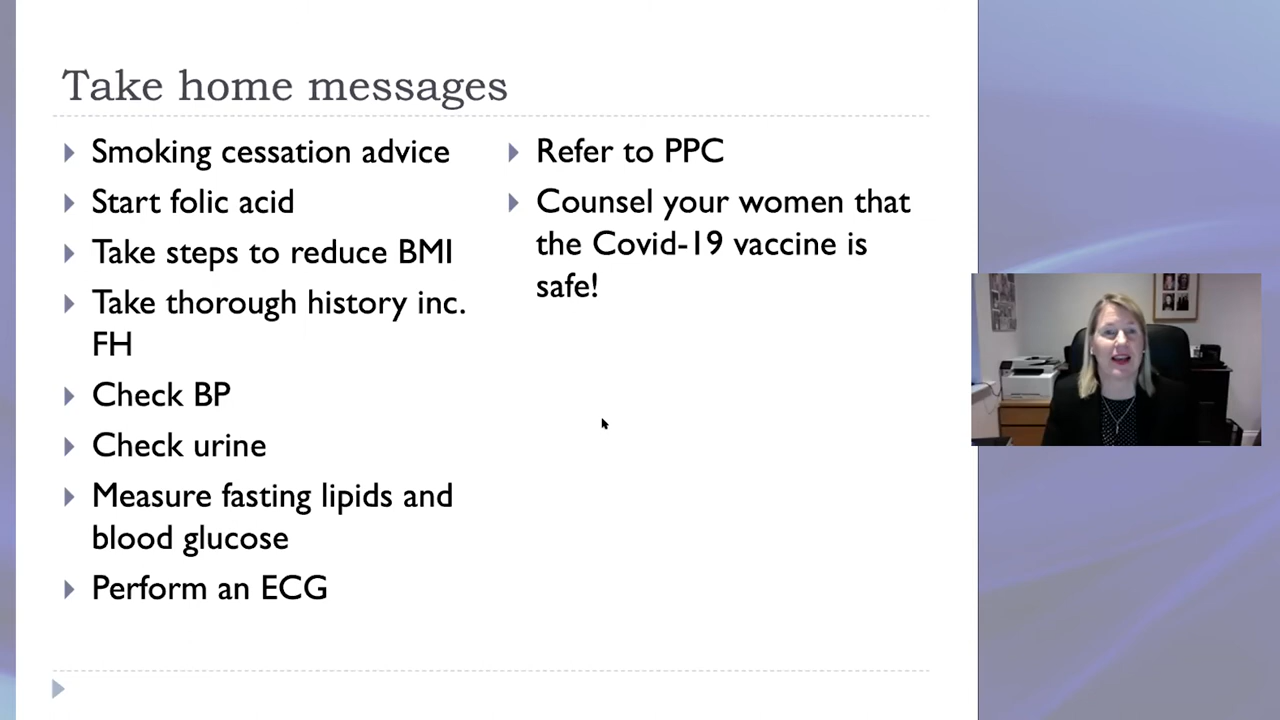 Take home messages
Smoking cessation advice
Start folic acid
Take steps to reduce BMI
Take thorough history inc.
FH
Check BP
Check urine
Measure fasting lipids and
blood glucose
Perform an ECG
Refer to PPC
Counsel your women that
the Covid-19 vaccine is
safe!